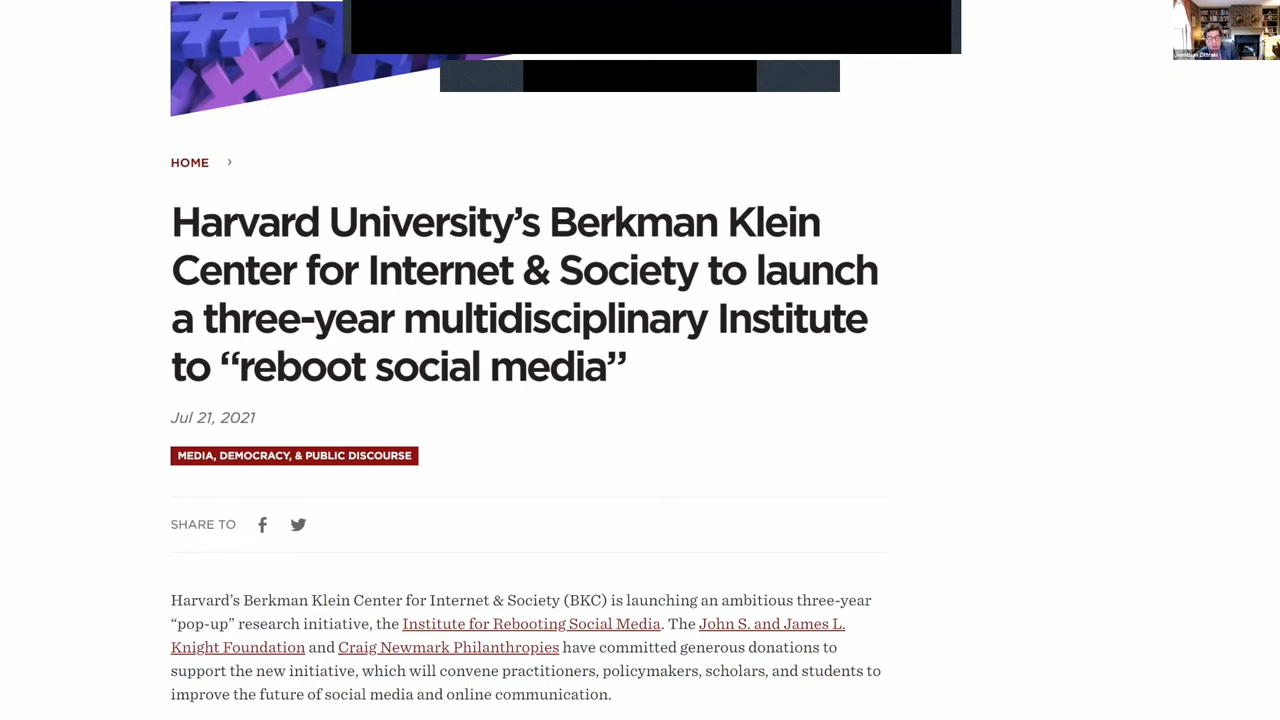 Jonathan Zittrain
HOME ›
Harvard University’s Berkman Klein
Center for Internet & Society to launch
a three-year multidisciplinary Institute
to “reboot social media”
Jul 21, 2021
MEDIA, DEMOCRACY, & PUBLIC DISCOURSE
SHARE TO
Harvard’s Berkman Klein Center for Internet & Society (BKC) is launching an ambitious three-year
“pop-up” research initiative, the Institute for Rebooting Social Media. The John S. and James L.
Knight Foundation and Craig Newmark Philanthropies have committed generous donations to
support the new initiative, which will convene practitioners, policymakers, scholars, and students to
improve the future of social media and online communication.